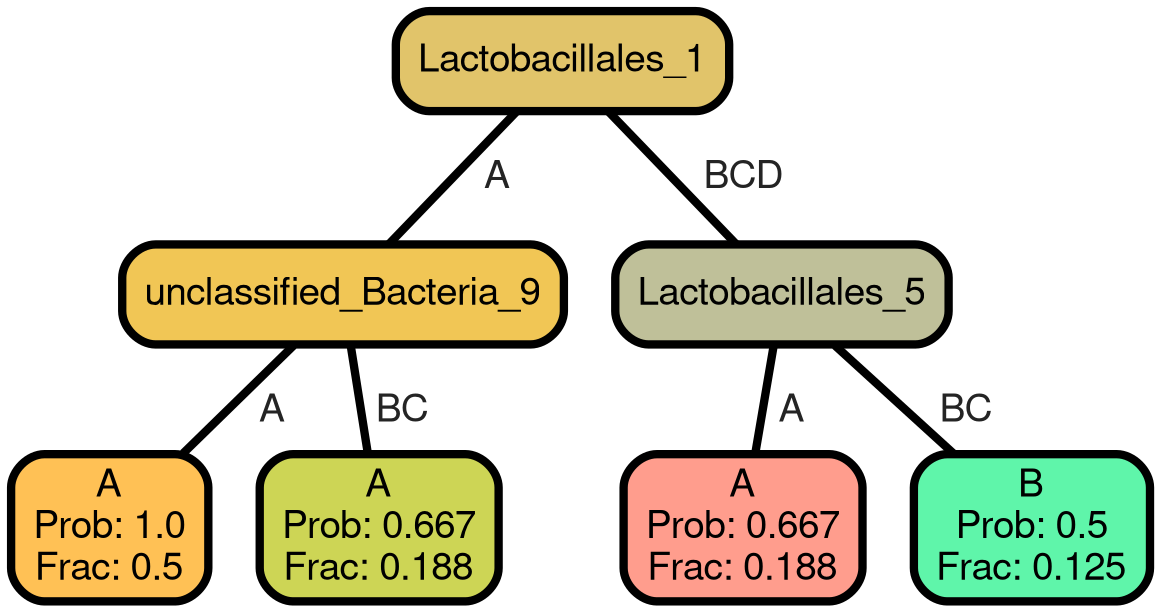 Lactobacillales_1
A
BCD
unclassified_Bacteria_9
Lactobacillales_5
A
BC
A
BC
A
Prob: 1.0
Frac: 0.5
A
Prob: 0.667
Frac: 0.188
A
Prob: 0.667
Frac: 0.188
B
Prob: 0.5
Frac: 0.125